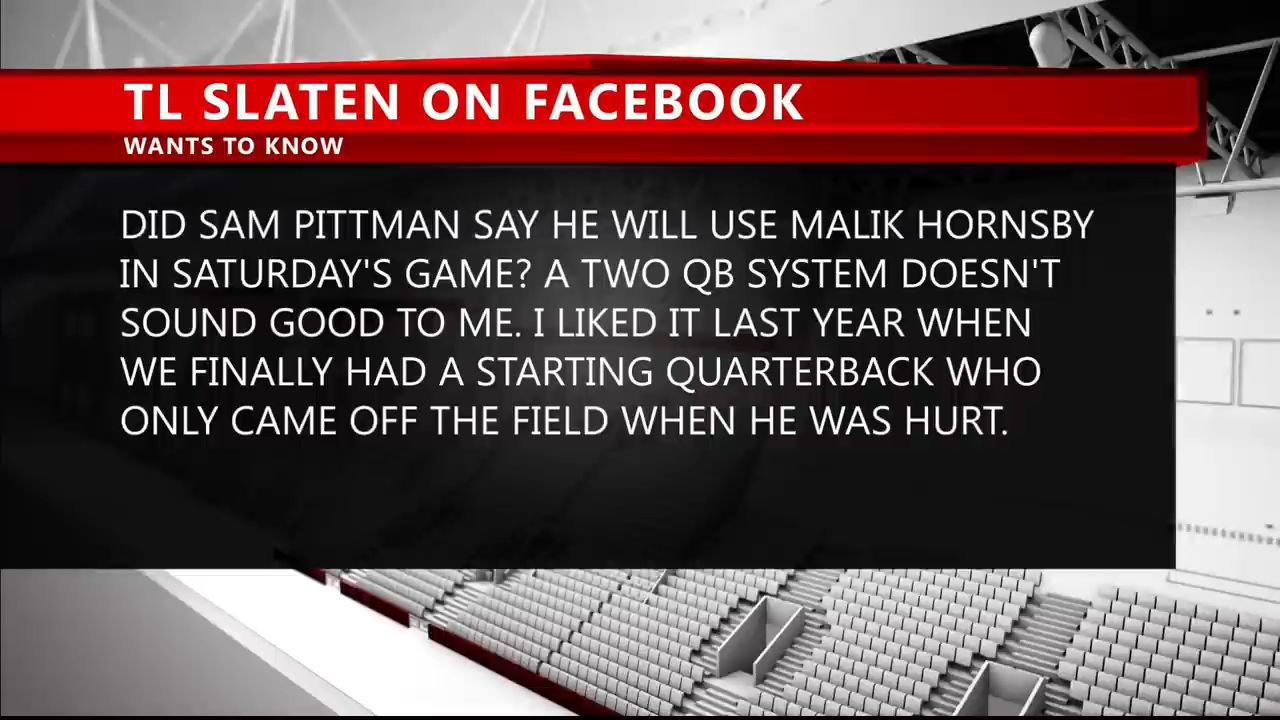 TL SLATEN ON FACEBOOK
WANTS TO KNOW
DID SAM PITTMAN SAY HE WILL USE MALIK HORNSBY
IN SATURDAY'S GAME? A TWO QB SYSTEM DOESN'T
SOUND GOOD TO ME. I LIKED IT LAST YEAR WHEN
WE FINALLY HAD A STARTING QUARTERBACK WHO
ONLY CAME OFF THE FIELD WHEN HE WAS HURT.